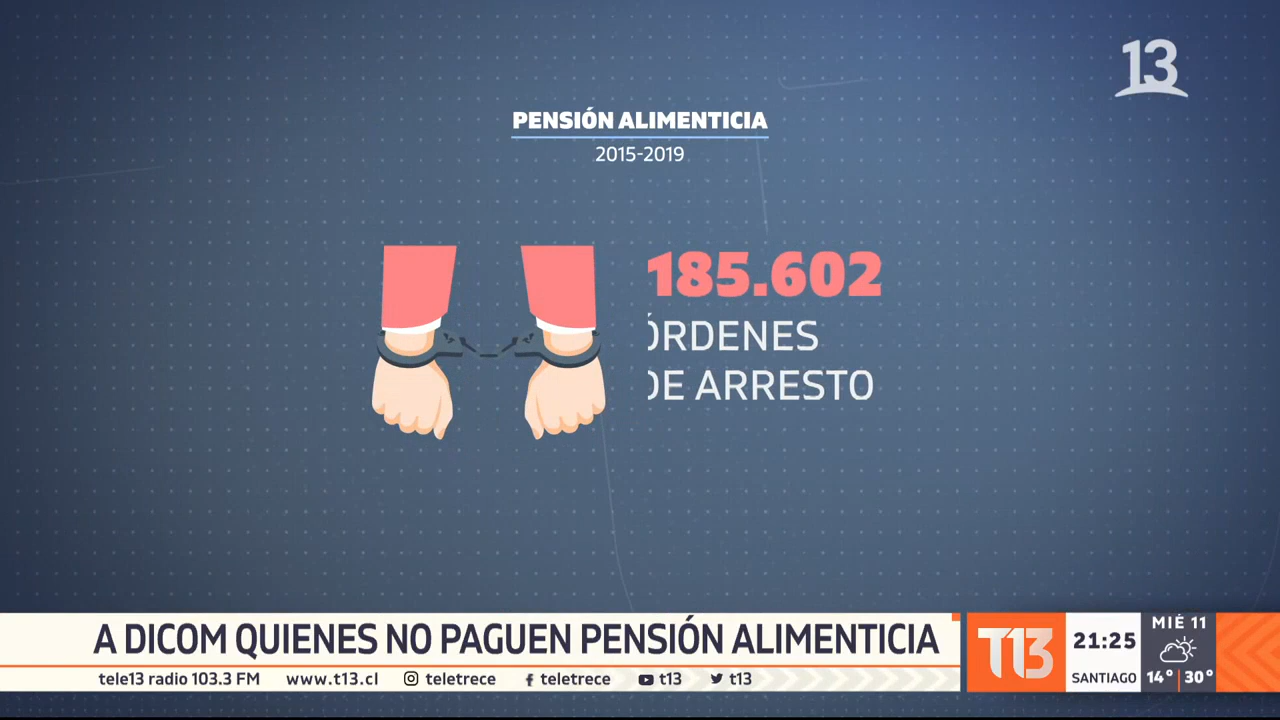 13
PENSIÓN ALIMENTICIA
2015-2019
185.602
ÓRDENES
DE ARRESTO
A DICOM QUIENES NO PAGUEN PENSIÓN ALIMENTICIA
tele13 radio 103.3 FM www.t13.cl teletrece teletrece t13 t13
T13
21:25
SANTIAGO
MIÉ 11
14° 30°